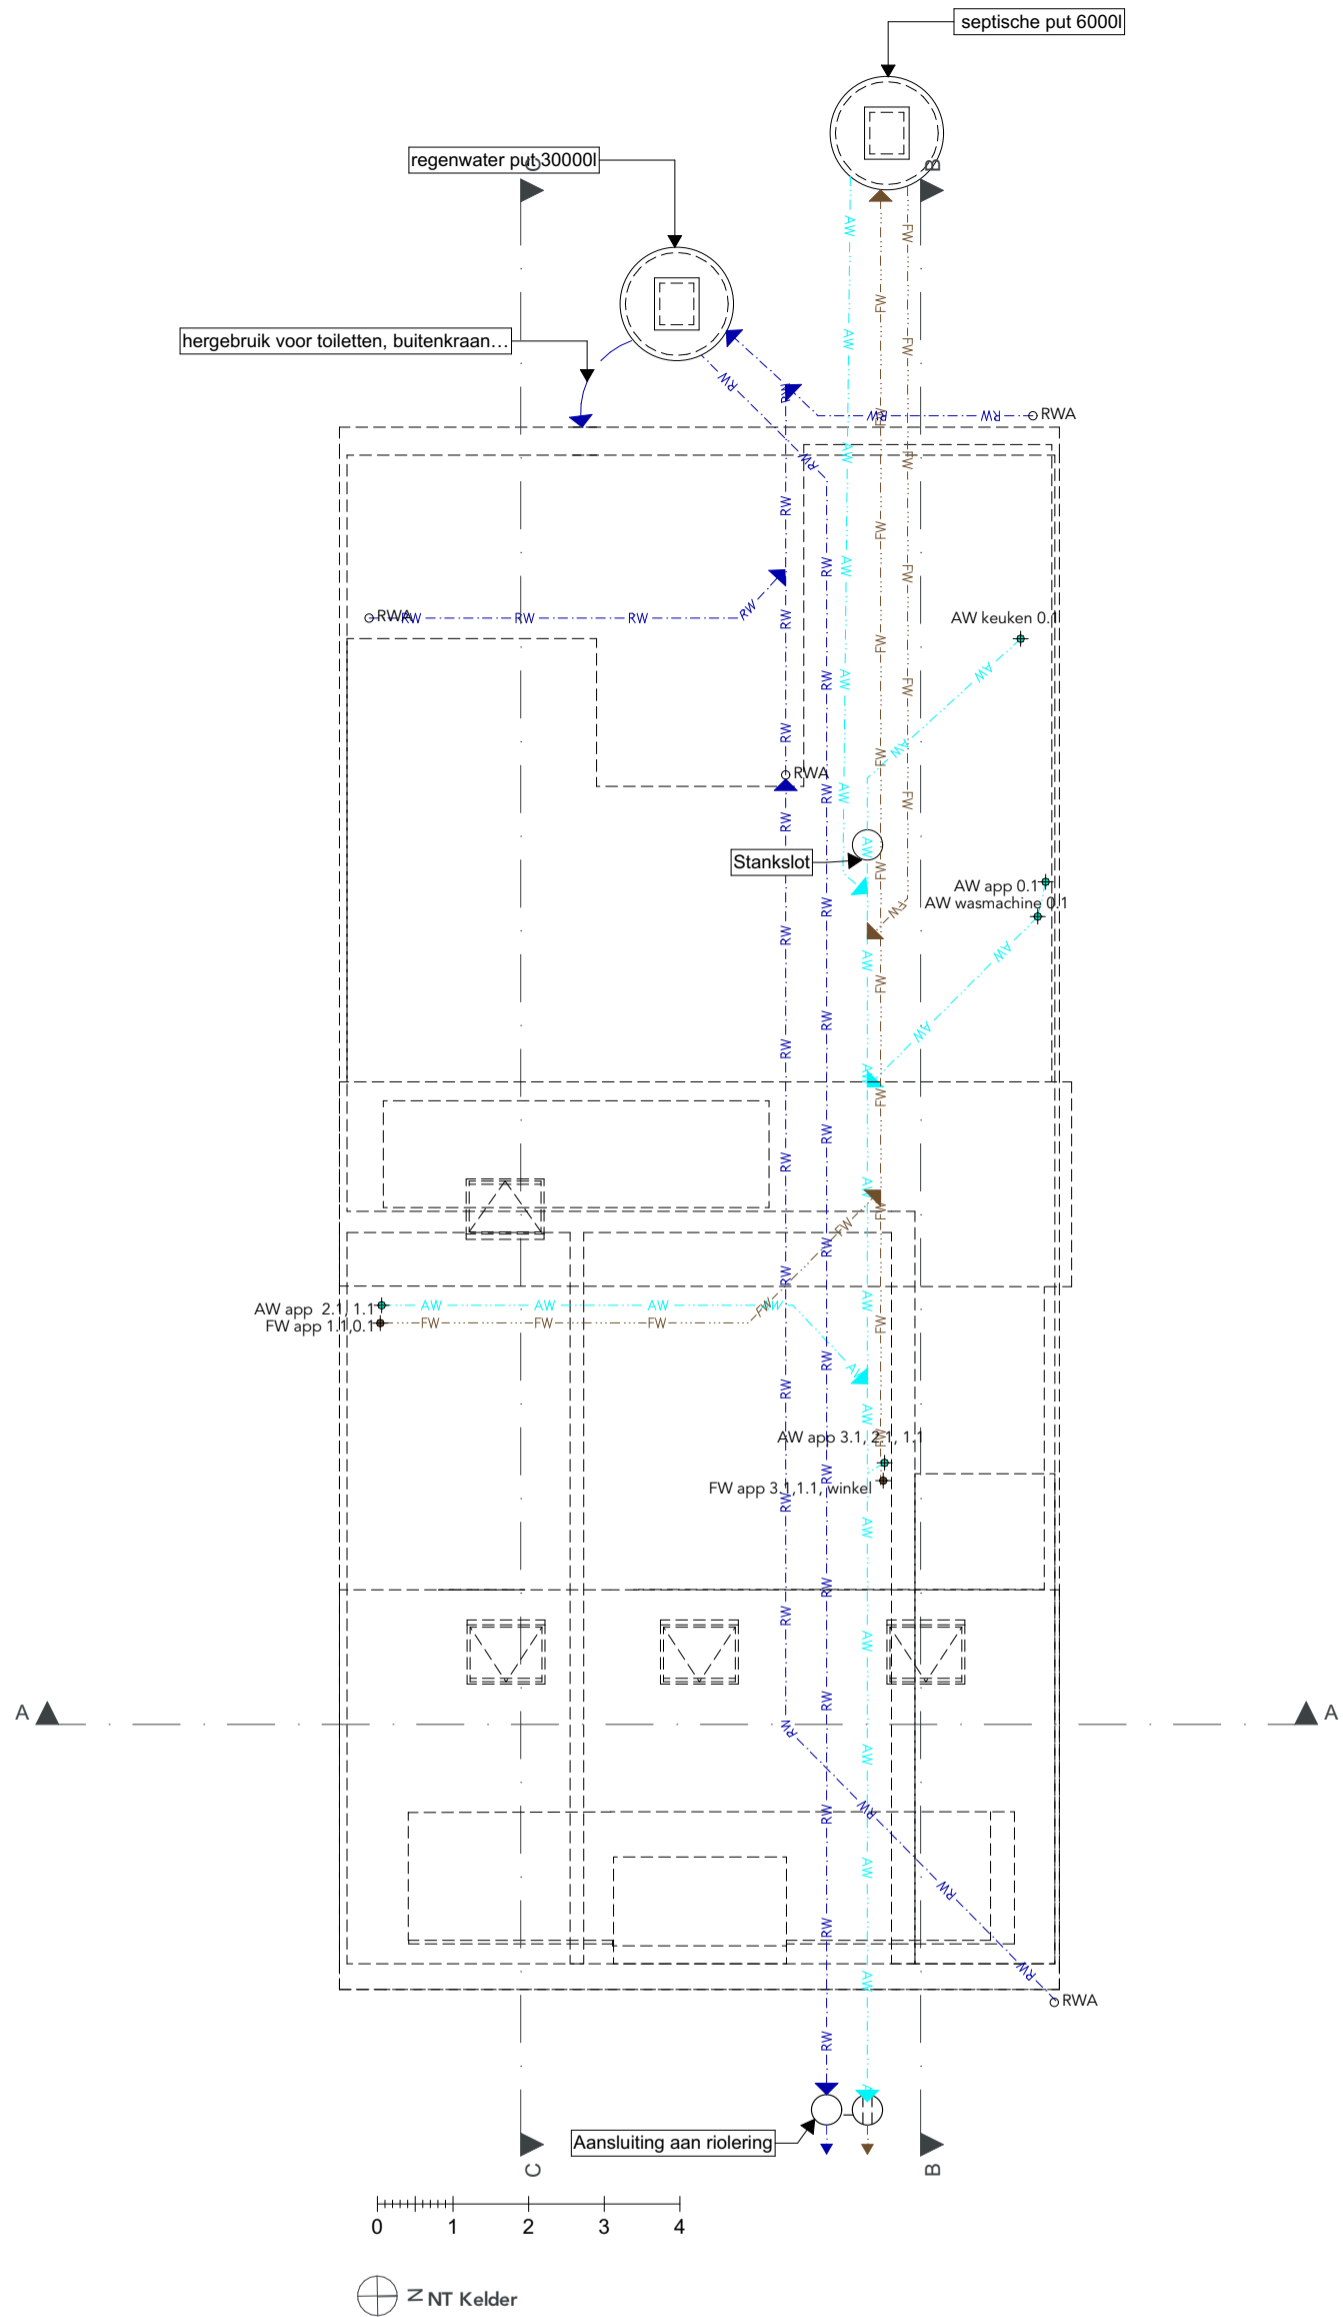 septische put 6000l
regenwater put 30000l
C
B
hergebruik voor toiletten, buitenkraan...
AW
FW
RW
RWA
RWA
AW keuken 0.1
RWA
Stankslot
AW app 0.1
AW wasmachine 0.1
AW app 2.1, 1.1
FW app 1.1,0.1
AW app 3.1, 2.1, 1.1
FW app 3.1,1.1, winkel
A
A
RWA
Aansluiting aan riolering
C
B
0 1 2 3 4
N NT Kelder